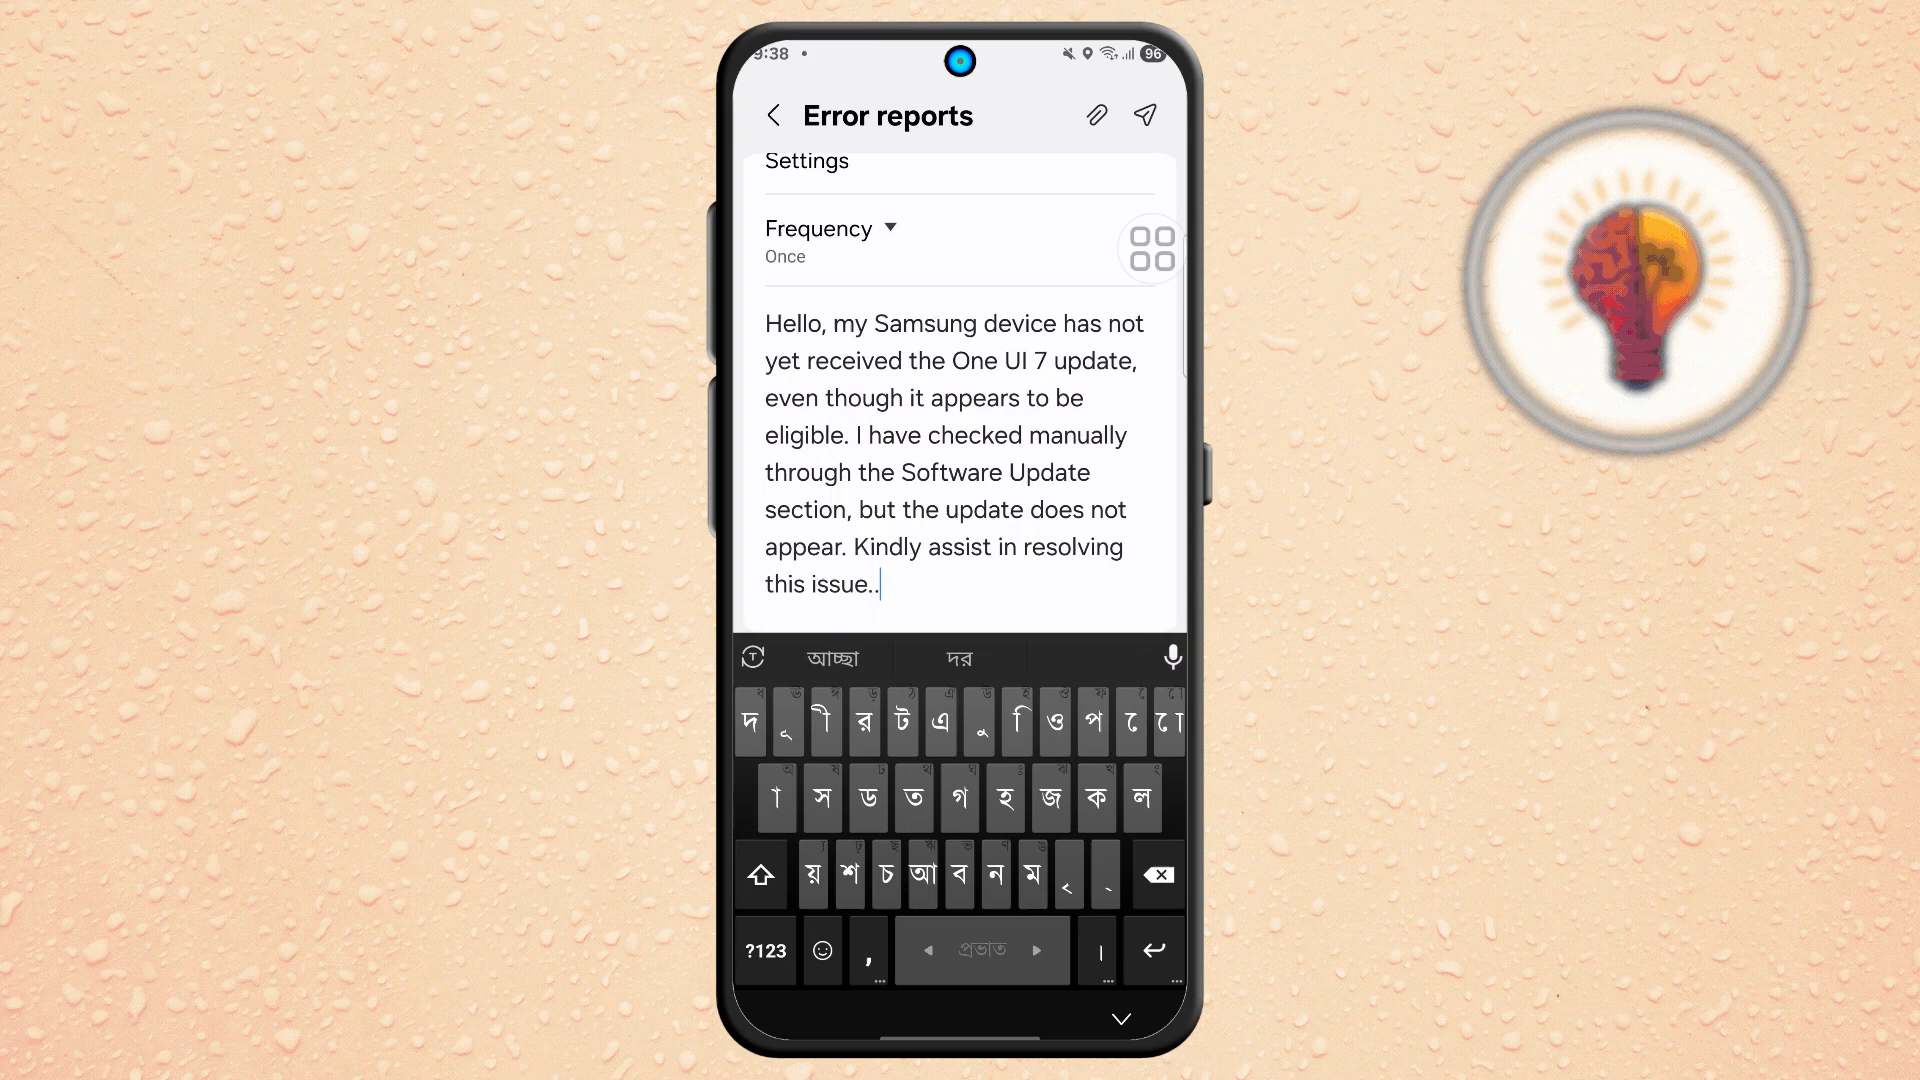 9:38
96
Error reports
Settings
Frequency
Once
Hello, my Samsung device has not
yet received the One UI 7 update,
even though it appears to be
eligible. I have checked manually
through the Software Update
section, but the update does not
appear. Kindly assist in resolving
this issue..
আচ্ছা দর
দ ূ ী র ট এ ু ি ও প ে ো
া স ড ত গ হ জ ক ল
য় শ চ আ ব ন ম ৃ ্
?123 , প্রভাত ।